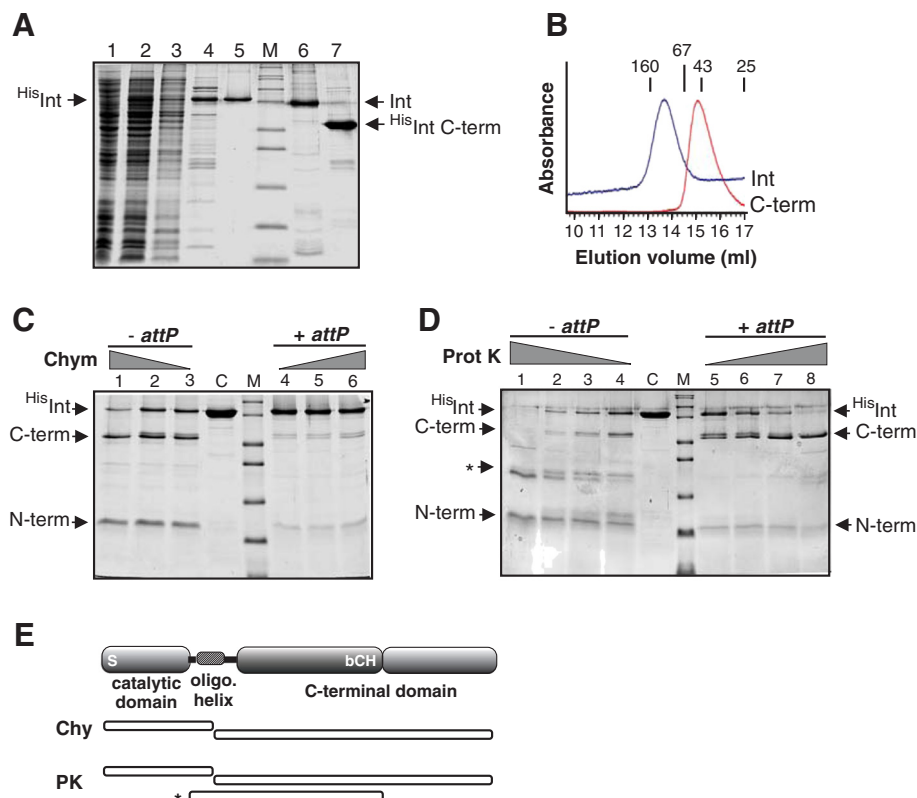 A
1 2 3 4 5 M 6 7
HisInt
Int
HisInt C-term
B
160 67 43 25
Absorbance
Int
C-term
10 11 12 13 14 15 16 17
Elution volume (ml)
C
- attP
+ attP
Chym
1 2 3 C M 4 5 6
HisInt
C-term
N-term
D
- attP
+ attP
Prot K
1 2 3 4 C M 5 6 7 8
HisInt
C-term
*
N-term
HisInt
C-term
N-term
E
S
bCH
catalytic
domain
oligo.
helix
C-terminal domain
Chy
PK
*